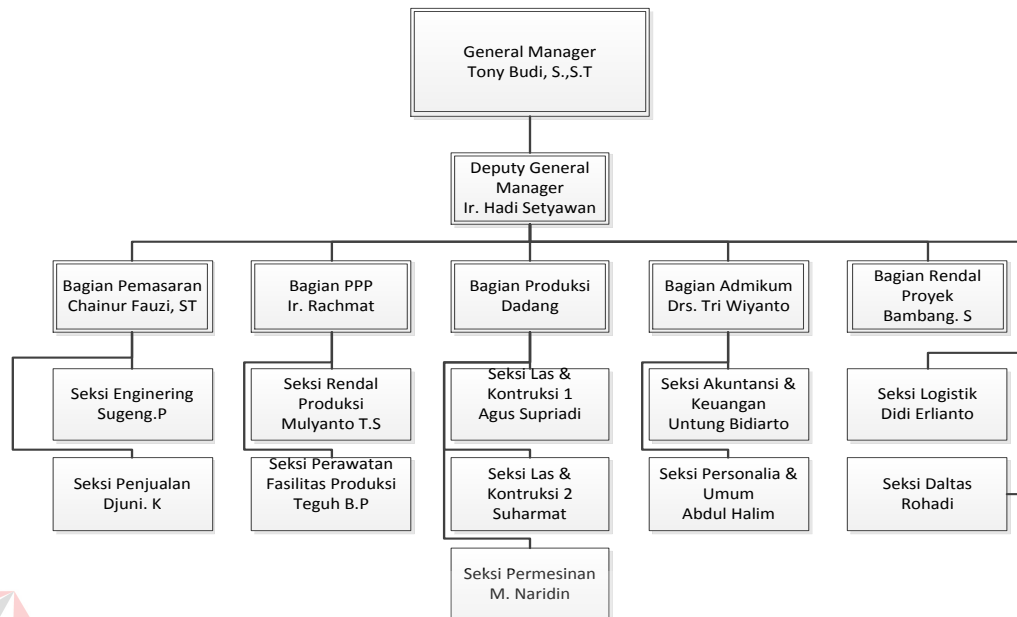 General Manager
Tony Budi, S.,S.T
Deputy General
Manager
Ir. Hadi Setyawan
Bagian Pemasaran
Chainur Fauzi, ST
Bagian PPP
Ir. Rachmat
Bagian Produksi
Dadang
Bagian Admikum
Drs. Tri Wiyanto
Bagian Rendal
Proyek
Bambang. S
Seksi Enginering
Sugeng.P
Seksi Rendal
Produksi
Mulyanto T.S
Seksi Las &
Kontruksi 1
Agus Supriadi
Seksi Akuntansi &
Keuangan
Untung Bidiarto
Seksi Logistik
Didi Erlianto
Seksi Penjualan
Djuni. K
Seksi Perawatan
Fasilitas Produksi
Teguh B.P
Seksi Las &
Kontruksi 2
Suharmat
Seksi Personalia &
Umum
Abdul Halim
Seksi Daltas
Rohadi
Seksi Permesinan
M. Naridin